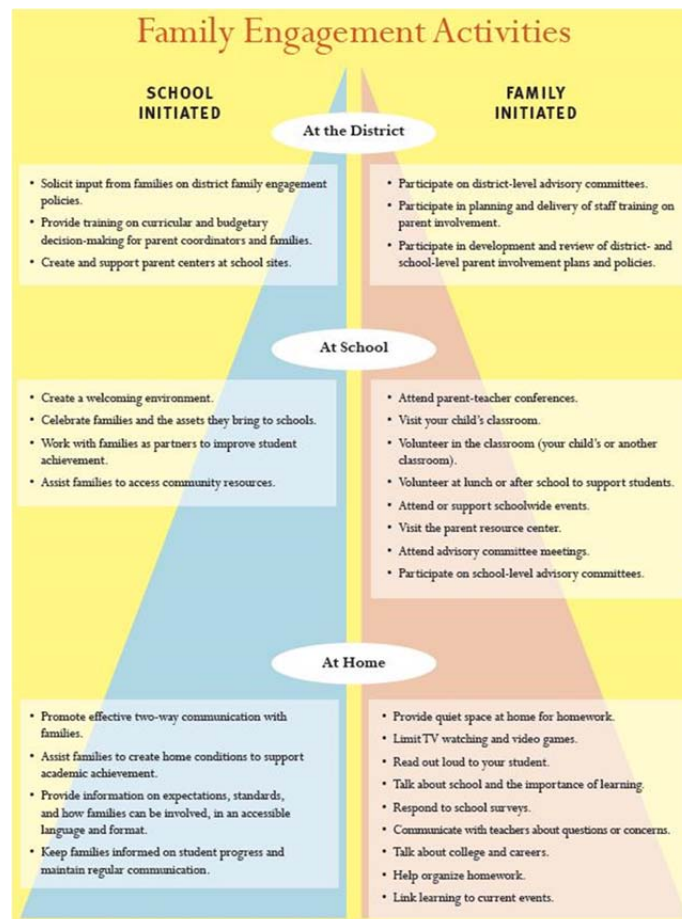 Family Engagement Activities
SCHOOL
INITIATED
FAMILY
INITIATED
At the District
• Solicit input from families on district family engagement
policies.
• Provide training on curricular and budgetary
decision-making for parent coordinators and families.
• Create and support parent centers at school sites.
• Participate on district-level advisory committees.
• Participate in planning and delivery of staff training on
parent involvement.
• Participate in development and review of district- and
school-level parent involvement plans and policies.
At School
• Create a welcoming environment.
• Celebrate families and the assets they bring to schools.
• Work with families as partners to improve student
achievement.
• Assist families to access community resources.
• Attend parent-teacher conferences.
• Visit your child's classroom.
• Volunteer in the classroom (your child's or another
classroom).
• Volunteer at lunch or after school to support students.
• Attend or support schoolwide events.
• Visit the parent resource center.
• Attend advisory committee meetings.
• Participate on school-level advisory committees.
At Home
• Promote effective two-way communication with
families.
• Assist families to create home conditions to support
academic achievement.
• Provide information on expectations, standards,
and how families can be involved, in an accessible
language and format.
• Keep families informed on student progress and
maintain regular communication.
• Provide quiet space at home for homework.
• Limit TV watching and video games.
• Read out loud to your student.
• Talk about school and the importance of learning.
• Respond to school surveys.
• Communicate with teachers about questions or concerns.
• Talk about college and careers.
• Help organize homework.
• Link learning to current events.